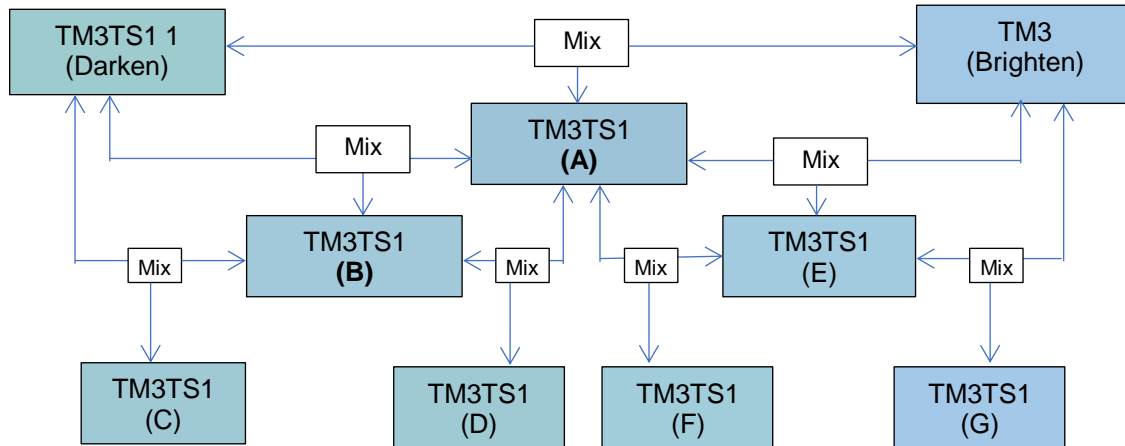 TM3TS1 1
(Darken)
Mix
TM3
(Brighten)
TM3TS1
(A)
Mix
Mix
TM3TS1
(B)
TM3TS1
(E)
Mix
Mix
Mix
Mix
TM3TS1
(C)
TM3TS1
(D)
TM3TS1
(F)
TM3TS1
(G)